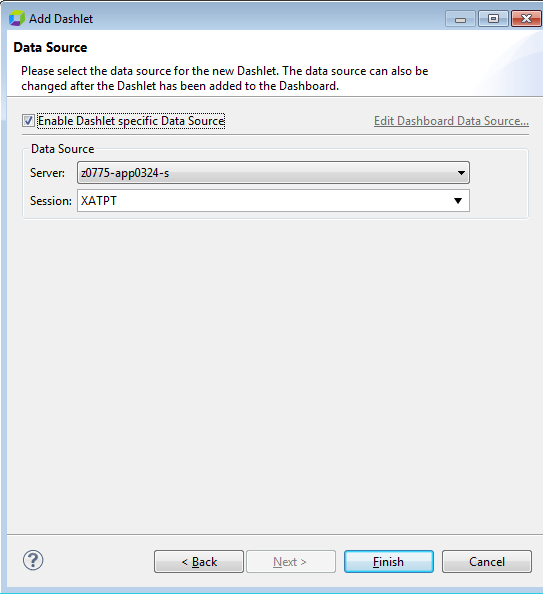 Add Dashlet
Data Source
Please select the data source for the new Dashlet. The data source can also be
changed after the Dashlet has been added to the Dashboard.
Enable Dashlet specific Data Source
Edit Dashboard Data Source...
Data Source
Server: z0775-app0324-s
Session: XATPT
?
< Back
Next >
Finish
Cancel